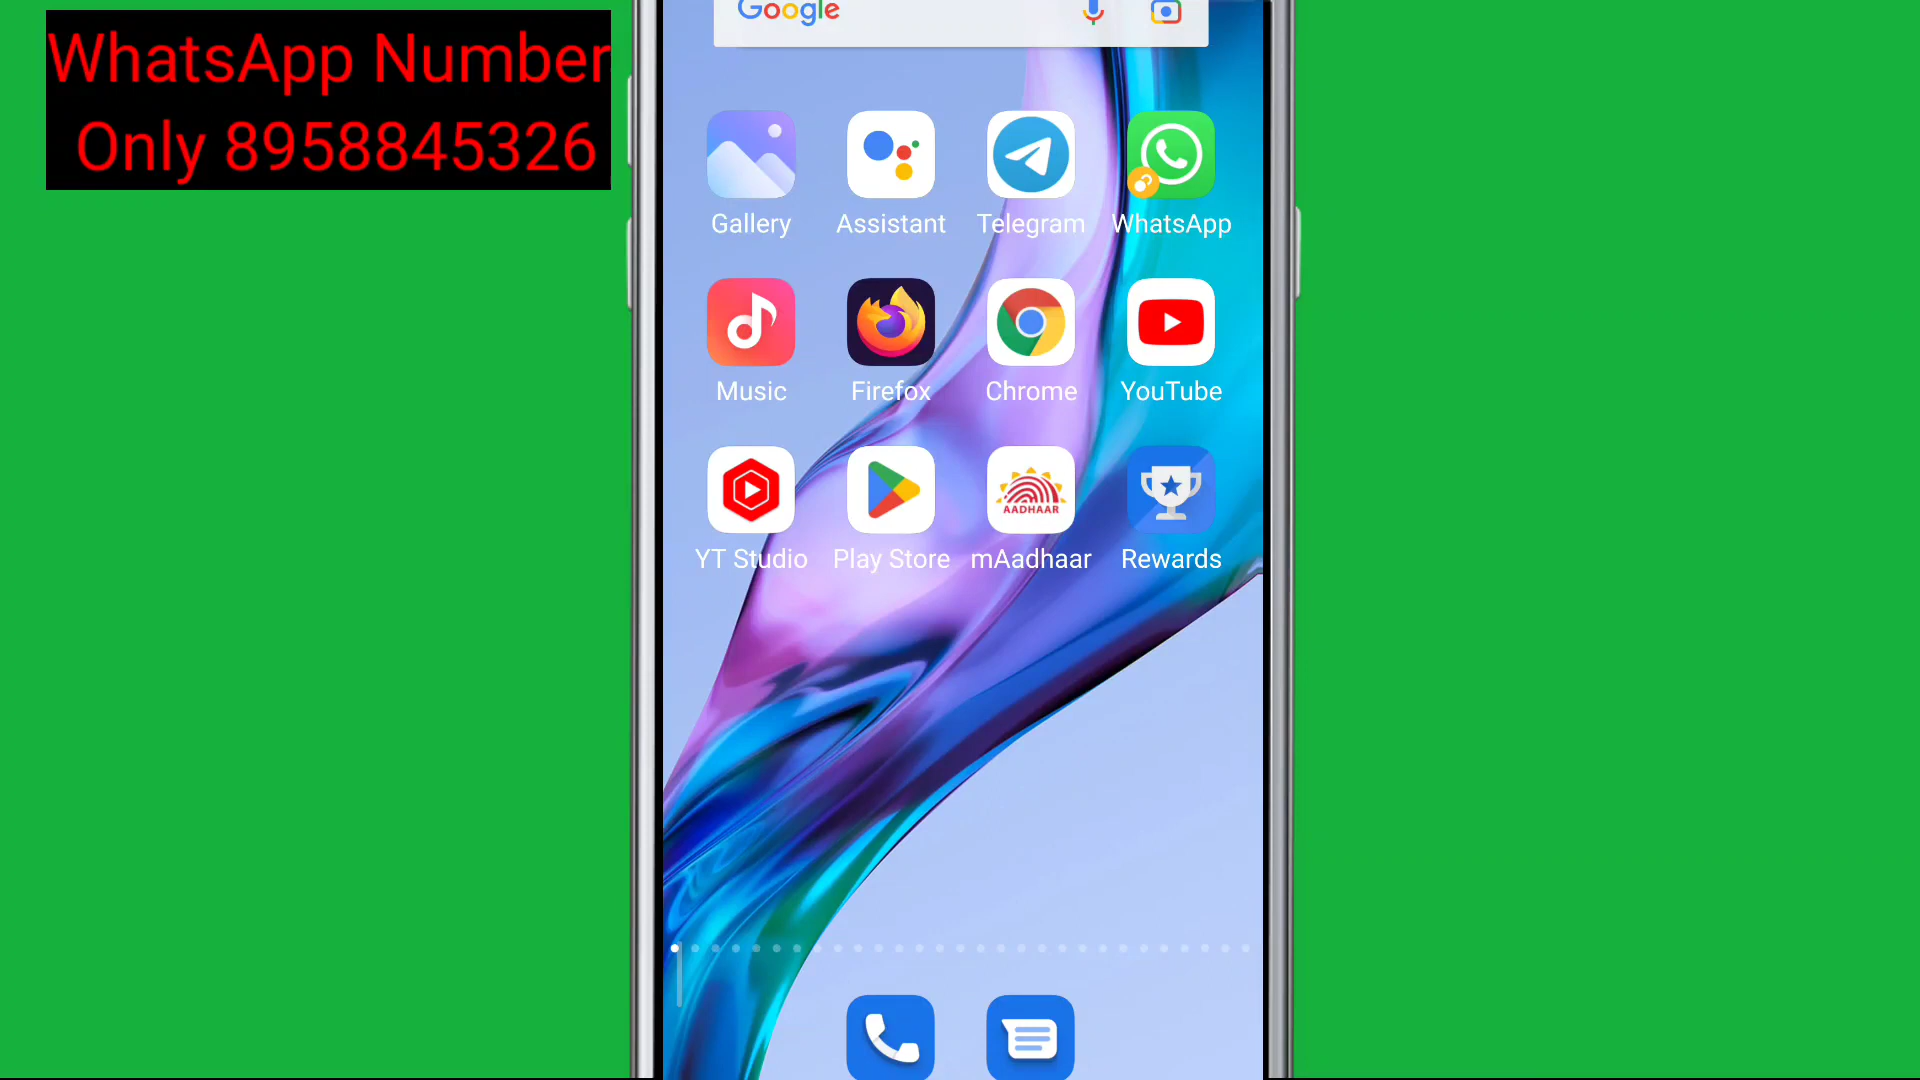 WhatsApp Number
Only 8958845326
Google
Gallery Assistant Telegram WhatsApp
Music Firefox Chrome YouTube
AADHAAR
YT Studio Play Store mAadhaar Rewards